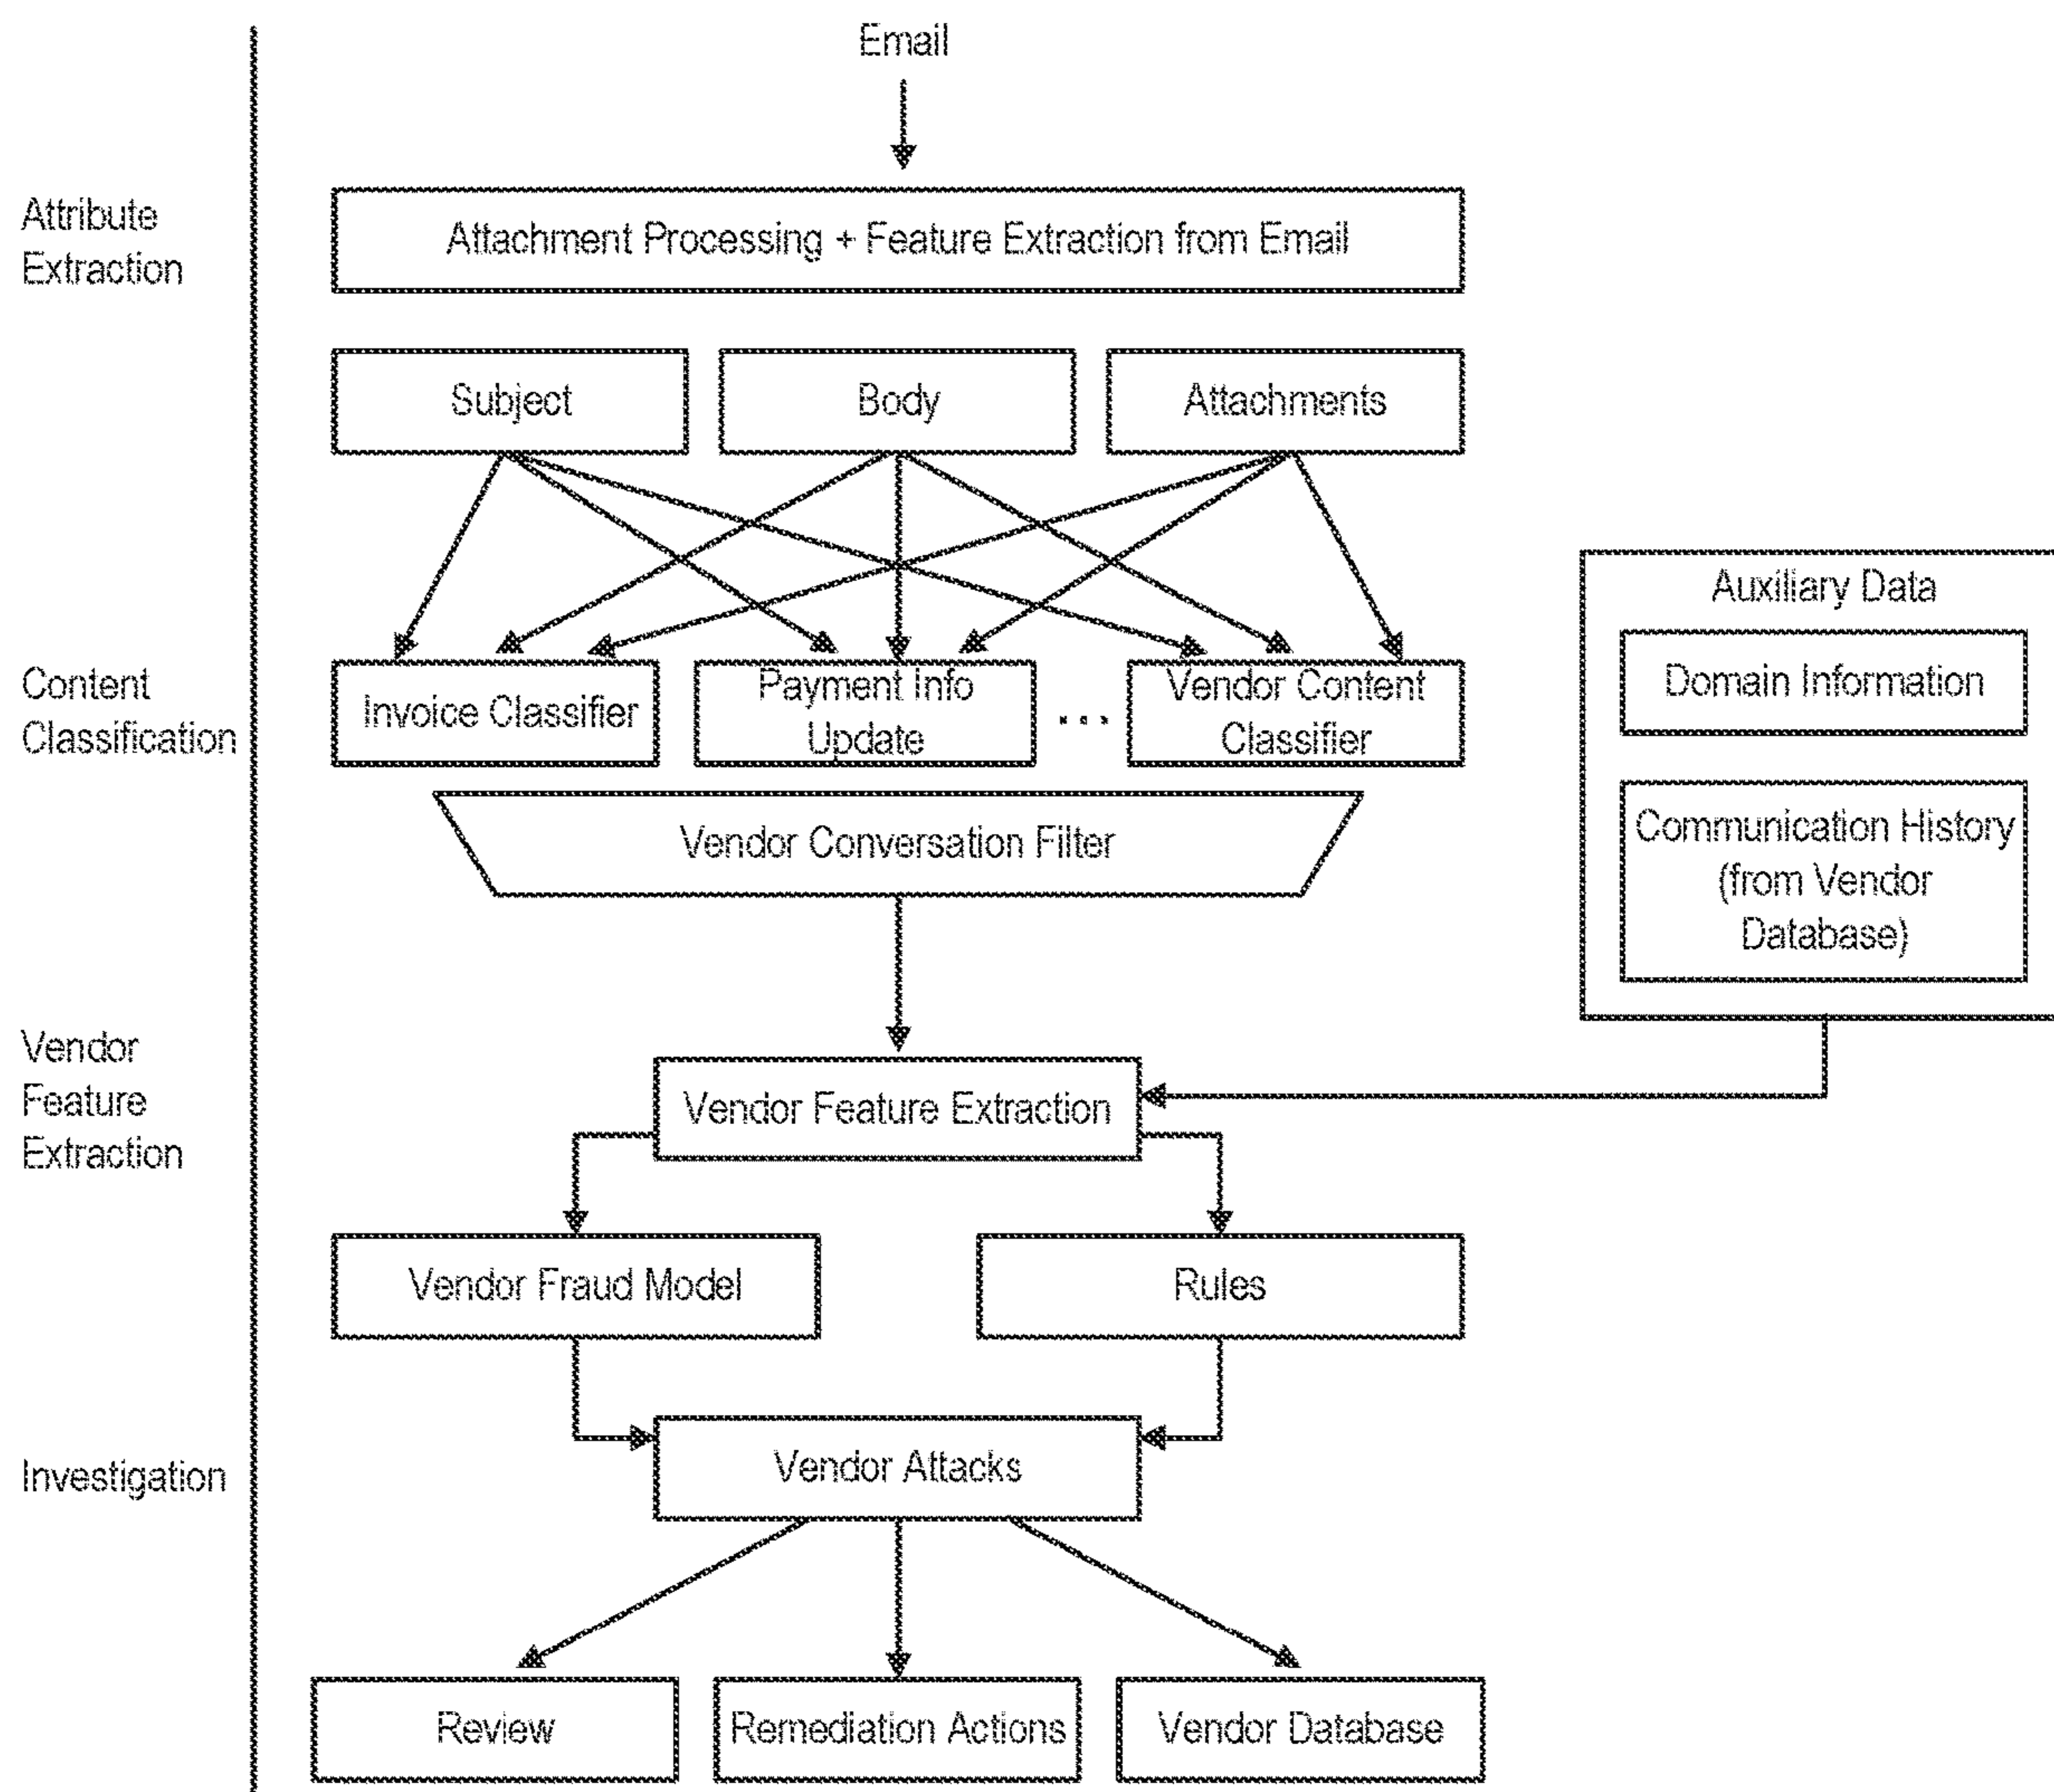 Email
Attribute
Extraction
Attachment Processing + Feature Extraction from Email
Subject
Body
Attachments
Content
Classification
Invoice Classifier
Payment Info
Update
...
Vendor Content
Classifier
Auxiliary Data
Domain Information
Communication History
(from Vendor
Database)
Vendor Conversation Filter
Vendor
Feature
Extraction
Vendor Feature Extraction
Vendor Fraud Model
Rules
Investigation
Vendor Attacks
Review
Remediation Actions
Vendor Database